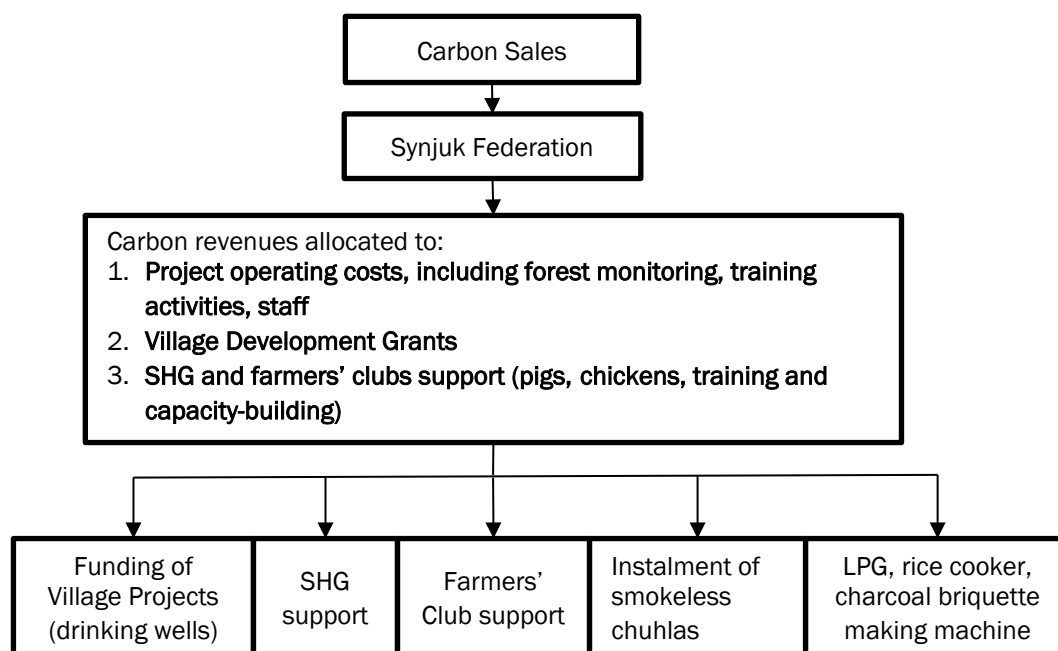 Carbon Sales
Synjuk Federation
Carbon revenues allocated to:
1. Project operating costs, including forest monitoring, training
activities, staff
2. Village Development Grants
3. SHG and farmers’ clubs support (pigs, chickens, training and
capacity-building)
Funding of
Village Projects
(drinking wells)
SHG
support
Farmers’
Club support
Instalment of
smokeless
chuhlas
LPG, rice cooker,
charcoal briquette
making machine